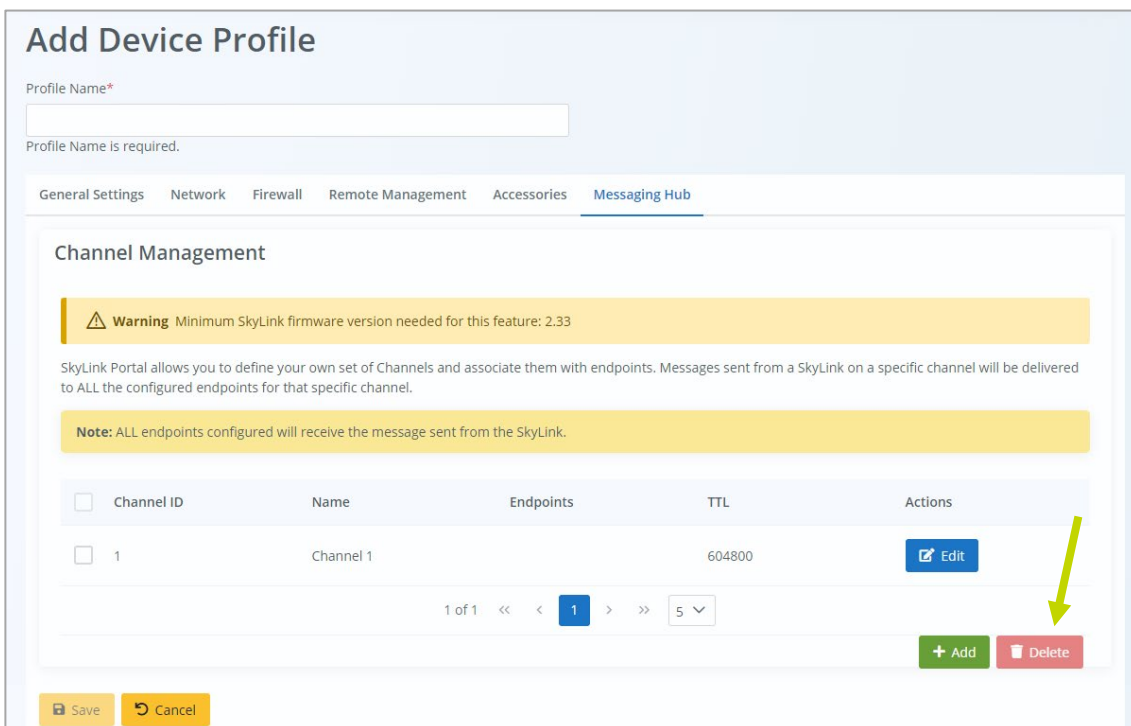 Add Device Profile
Profile Name*
Profile Name is required.
General Settings Network Firewall Remote Management Accessories Messaging Hub
Channel Management
Warning Minimum SkyLink firmware version needed for this feature: 2.33
SkyLink Portal allows you to define your own set of Channels and associate them with endpoints. Messages sent from a SkyLink on a specific channel will be delivered
to ALL the configured endpoints for that specific channel.
Note: ALL endpoints configured will receive the message sent from the SkyLink.
Channel ID Name Endpoints TTL Actions
1 Channel 1 604800 Edit
1 of 1 << < 1 > >> 5
+ Add Delete
Save Cancel